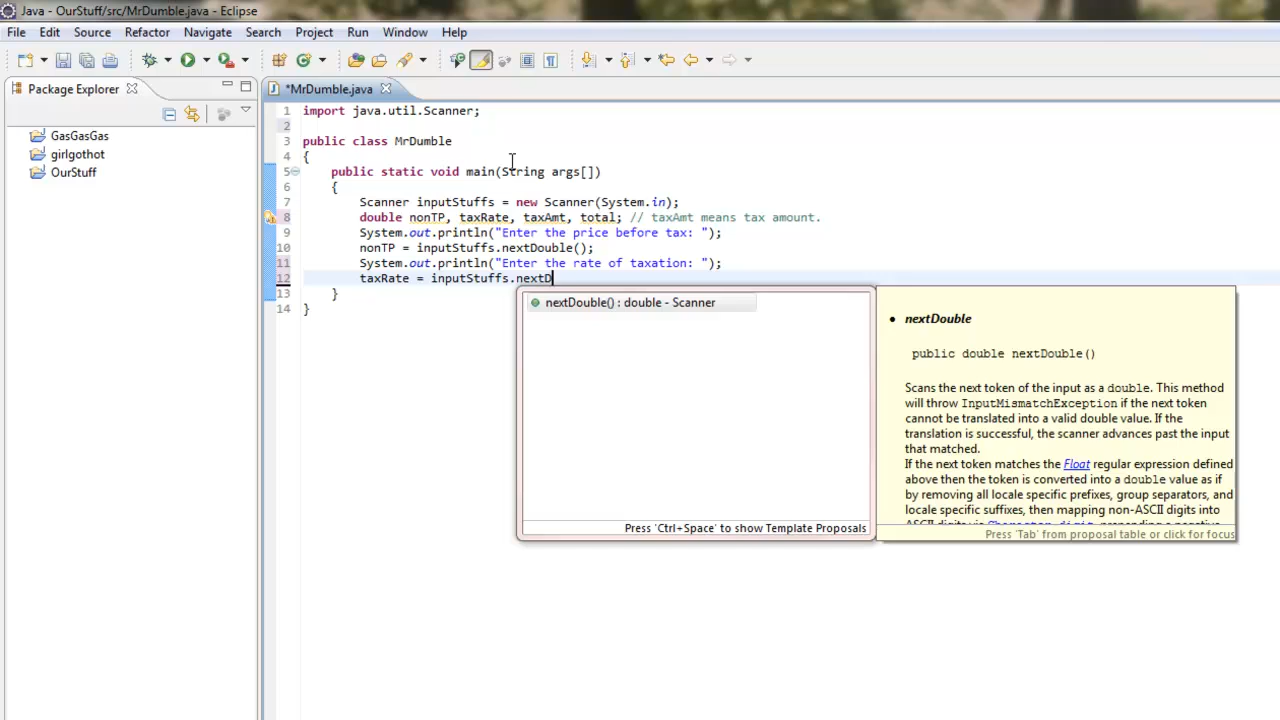 Java - OurStuff/src/MrDumble.java - Eclipse
File Edit Source Refactor Navigate Search Project Run Window Help
Package Explorer
*MrDumble.java
GasGasGas
girlgothot
OurStuff
1 import java.util.Scanner;
2
3 public class MrDumble
4 {
5 public static void main(String args[])
6 {
7 Scanner inputStuffs = new Scanner(System.in);
8 double nonTP, taxRate, taxAmt, total; // taxAmt means tax amount.
9 System.out.println("Enter the price before tax: ");
10 nonTP = inputStuffs.nextDouble();
11 System.out.println("Enter the rate of taxation: ");
12 taxRate = inputStuffs.nextD
13 }
14 }
nextDouble() : double - Scanner
Press 'Ctrl+Space' to show Template Proposals
nextDouble
public double nextDouble()
Scans the next token of the input as a double. This method
will throw InputMismatchException if the next token
cannot be translated into a valid double value. If the
translation is successful, the scanner advances past the input
that matched.
If the next token matches the Float regular expression defined
above then the token is converted into a double value as if
by removing all locale specific prefixes, group separators, and
locale specific suffixes, then mapping non-ASCII digits into
Press 'Tab' from proposal table or click for focus